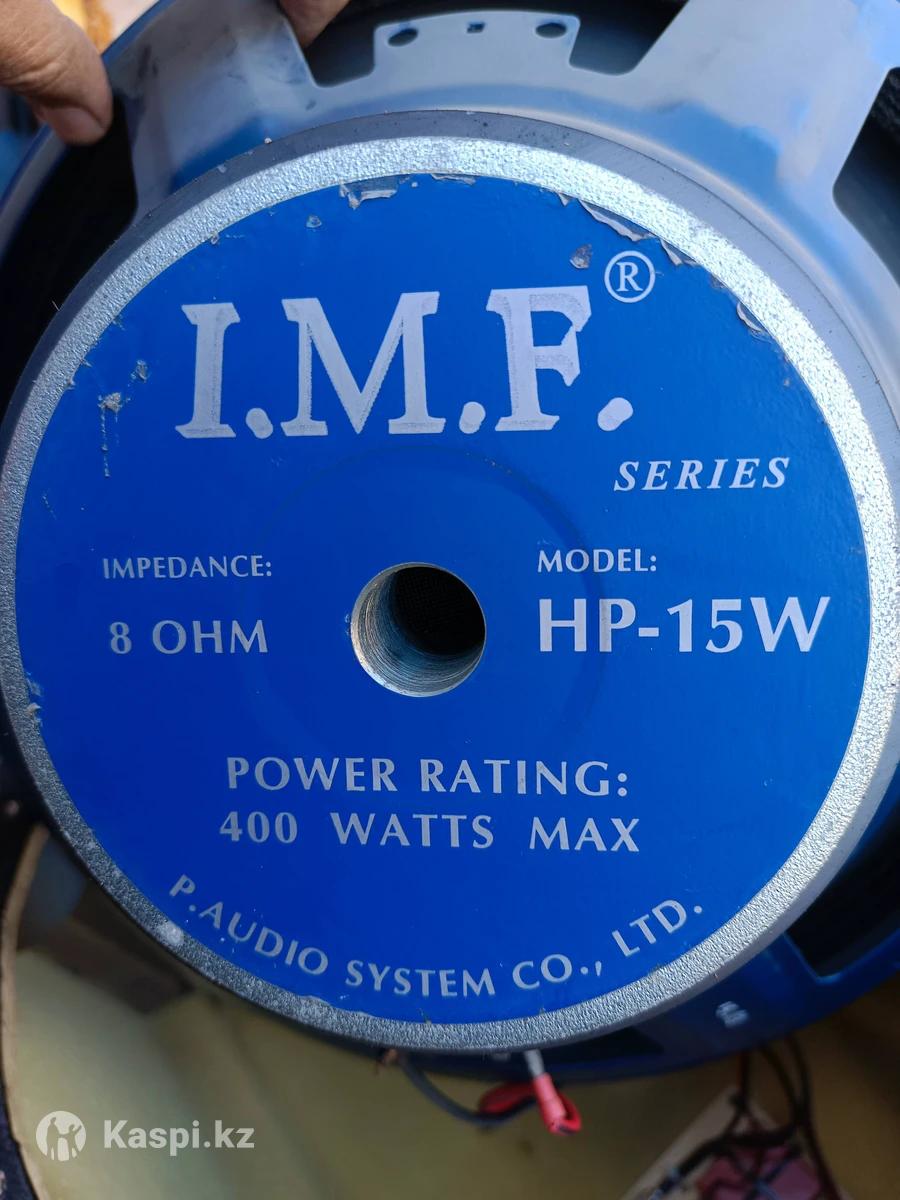 I.M.F.®
SERIES
IMPEDANCE:
8 OHM
MODEL:
HP-15W
POWER RATING:
400 WATTS MAX
P.AUDIO SYSTEM CO., LTD.
Kaspi.kz